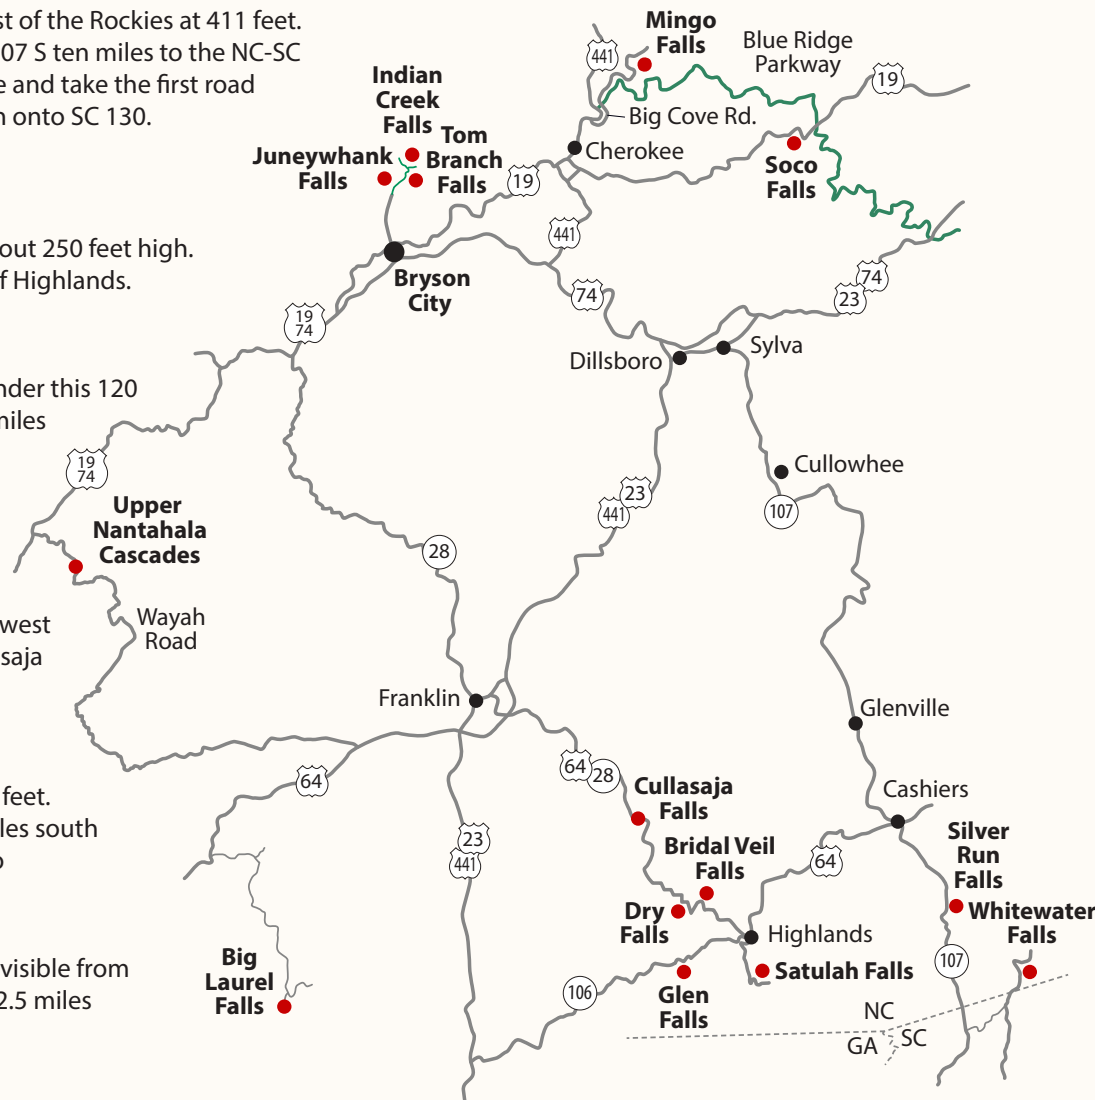 st of the Rockies at 411 feet.
07 S ten miles to the NC-SC
e and take the first road
n onto SC 130.
out 250 feet high.
f Highlands.
nder this 120
niles
west
saja
feet.
les south
visible from
2.5 miles
Mingo
Falls
Blue Ridge
Parkway
441
19
Indian
Creek
Falls
Big Cove Rd.
Tom
Branch
Falls
Juneywhank
Falls
Cherokee
Soco
Falls
19
441
Bryson
City
74
74
23
19
74
Dillsboro
Sylva
19
74
Cullowhee
23
441
107
Upper
Nantahala
Cascades
28
Wayah
Road
Franklin
Glenville
64
64
28
Cullasaja
Falls
Cashiers
23
441
Bridal Veil
Falls
64
Silver
Run
Falls
Dry
Falls
Highlands
Whitewater
Falls
Big
Laurel
Falls
106
Glen
Falls
Satulah Falls
107
NC
GA
SC